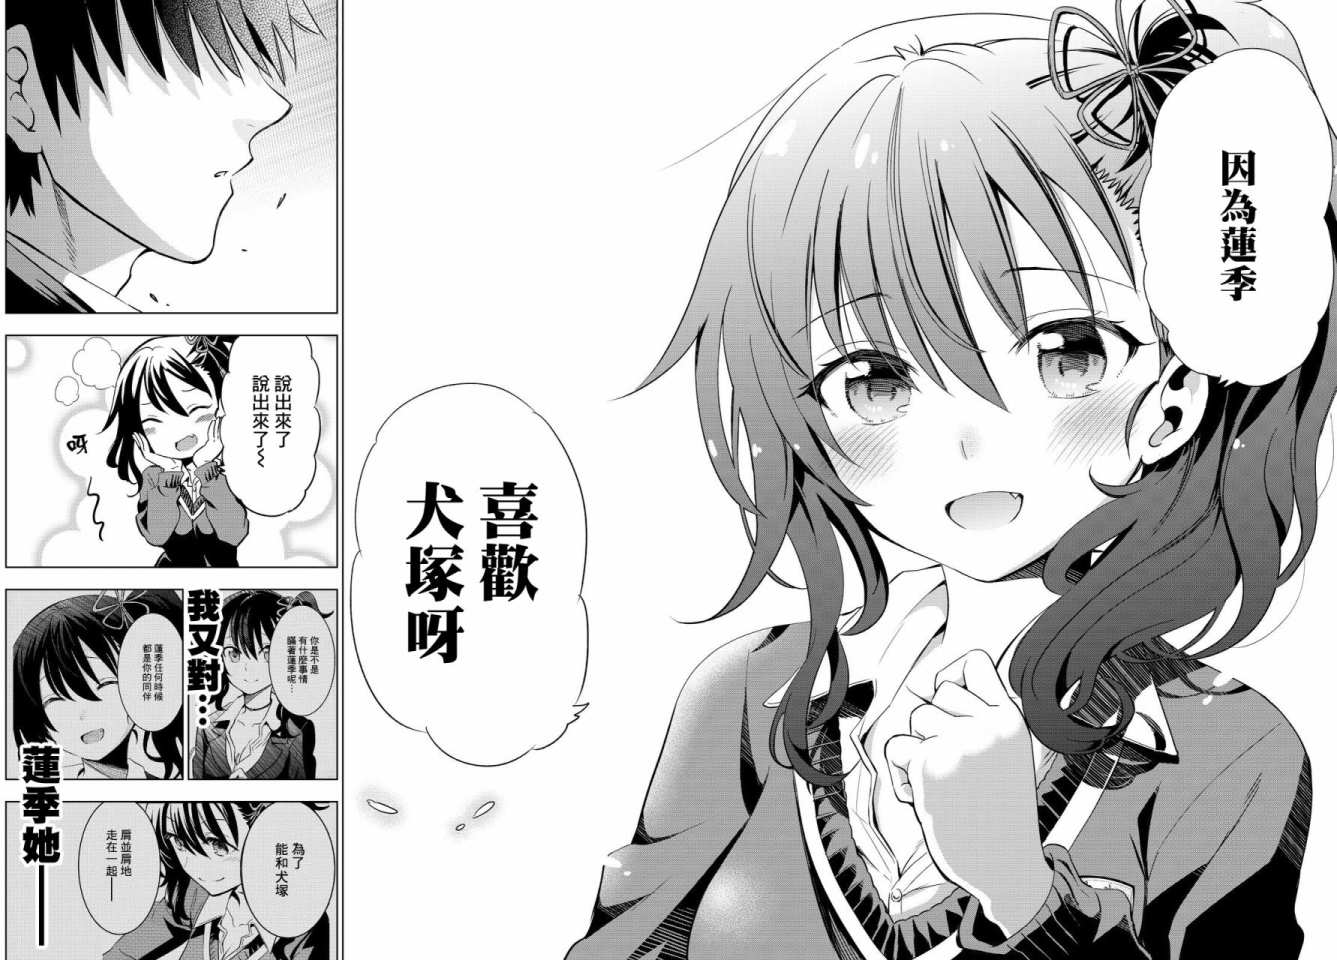 因為蓮季
喜歡
犬塚呀
說出來了
說出來了~
呀
你是不是
有什麼事情
瞞著蓮季呢…
我又對…
蓮季任何時候
都是你的同伴
蓮季她——
為了
能和犬塚
肩並肩地
走在一起——